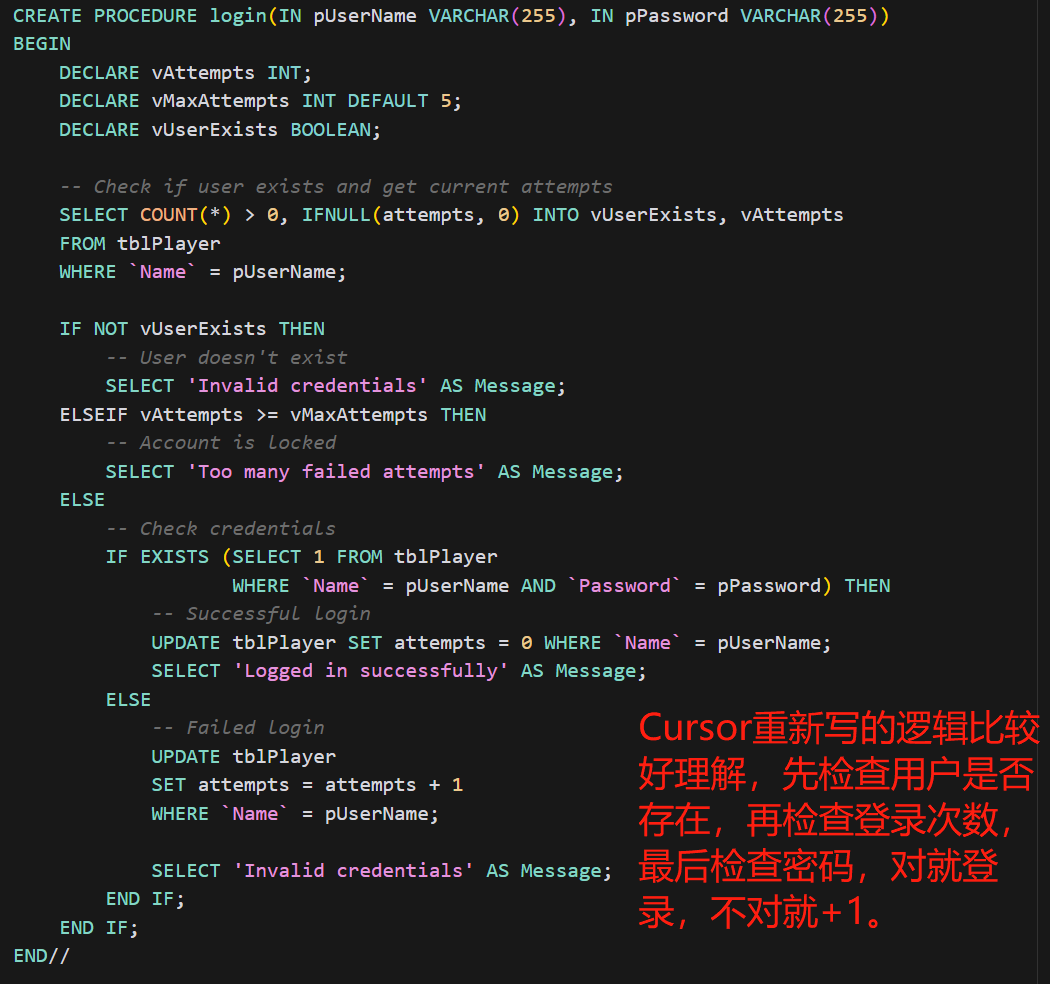 CREATE PROCEDURE login(IN pUserName VARCHAR(255), IN pPassword VARCHAR(255))
BEGIN
    DECLARE vAttempts INT;
    DECLARE vMaxAttempts INT DEFAULT 5;
    DECLARE vUserExists BOOLEAN;

    -- Check if user exists and get current attempts
    SELECT COUNT(*) > 0, IFNULL(attempts, 0) INTO vUserExists, vAttempts
    FROM tblPlayer
    WHERE `Name` = pUserName;

    IF NOT vUserExists THEN
        -- User doesn't exist
        SELECT 'Invalid credentials' AS Message;
    ELSEIF vAttempts >= vMaxAttempts THEN
        -- Account is locked
        SELECT 'Too many failed attempts' AS Message;
    ELSE
        -- Check credentials
        IF EXISTS (SELECT 1 FROM tblPlayer
                   WHERE `Name` = pUserName AND `Password` = pPassword) THEN
            -- Successful login
            UPDATE tblPlayer SET attempts = 0 WHERE `Name` = pUserName;
            SELECT 'Logged in successfully' AS Message;
        ELSE
            -- Failed login
            UPDATE tblPlayer
            SET attempts = attempts + 1
            WHERE `Name` = pUserName;

            SELECT 'Invalid credentials' AS Message;
        END IF;
    END IF;
END//
Cursor重新写的逻辑比较
好理解，先检查用户是否
存在，再检查登录次数，
最后检查密码，对就登
录，不对就+1。